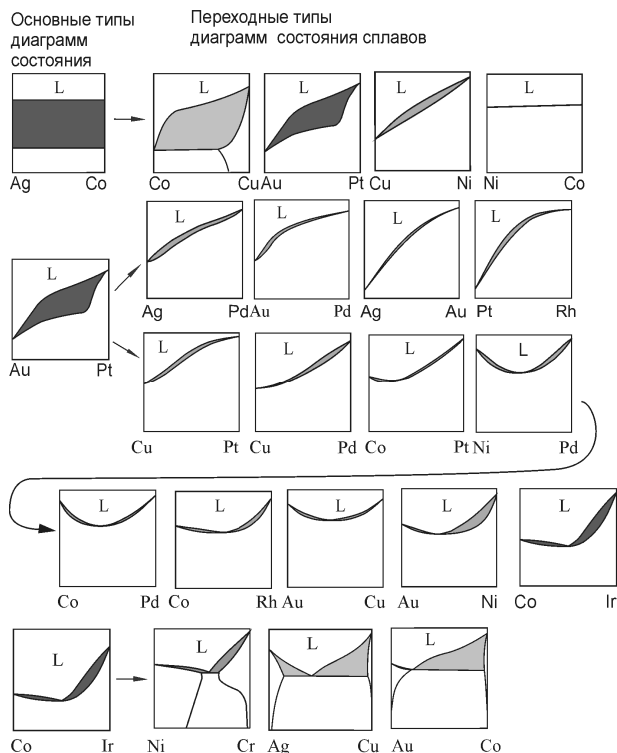 Основные типы
диаграмм
состояния
Переходные типы
диаграмм состояния сплавов
L L L L L
Ag Co Co Cu Au Pt Cu Ni Ni Co
L L L L
Ag Pd Au Pd Ag Au Pt Rh
L
Au Pt
L L L L
Cu Pt Cu Pd Co Pt Ni Pd
L L L L L
Co Pd Co Rh Au Cu Au Ni Co Ir
L L L L
Co Ir Ni Cr Ag Cu Au Co